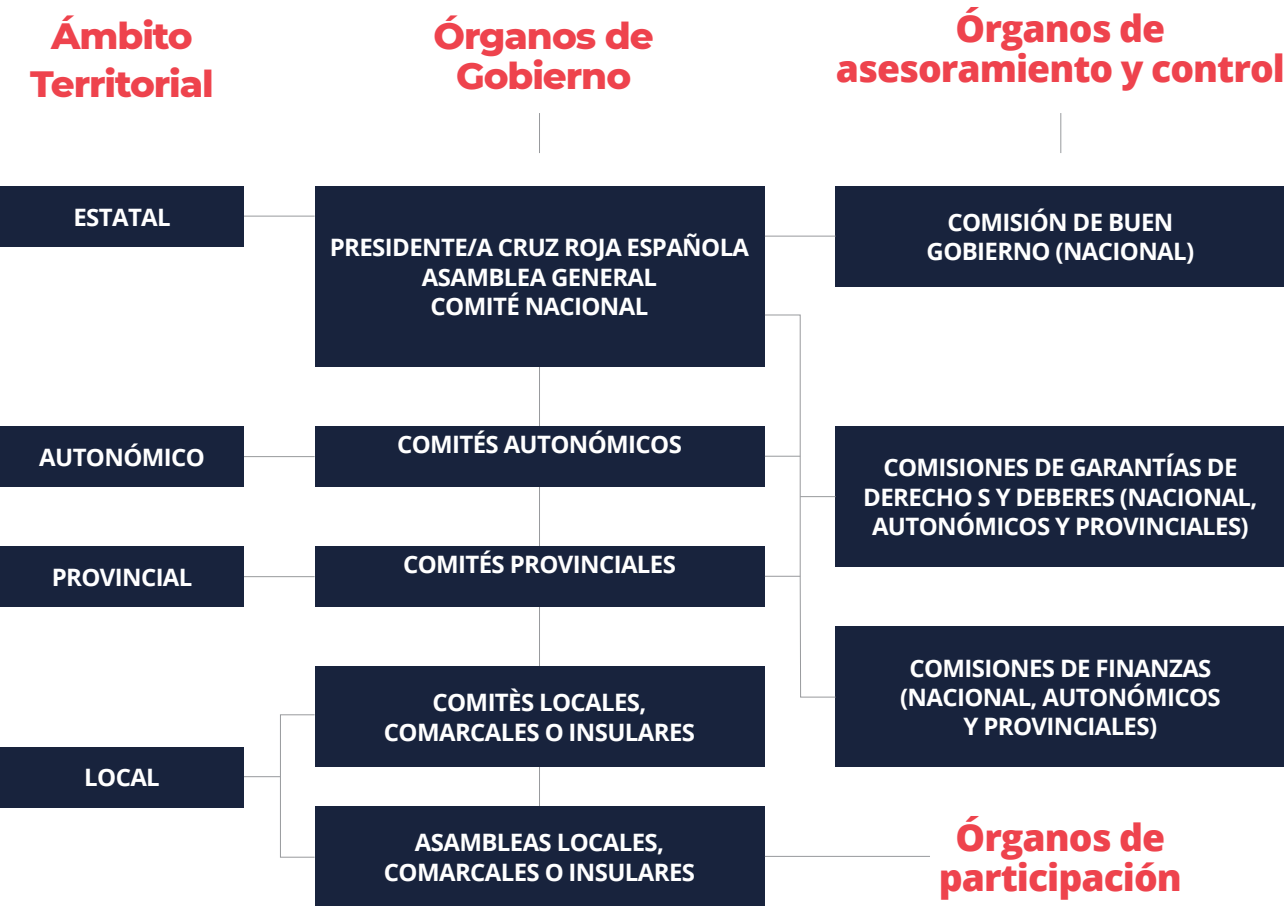 Ámbito
Territorial
Órganos de
Gobierno
Órganos de
asesoramiento y control
ESTATAL
PRESIDENTE/A CRUZ ROJA ESPAÑOLA
ASAMBLEA GENERAL
COMITÉ NACIONAL
COMISIÓN DE BUEN
GOBIERNO (NACIONAL)
AUTONÓMICO
COMITÉS AUTONÓMICOS
COMISIONES DE GARANTÍAS DE
DERECHO S Y DEBERES (NACIONAL,
AUTONÓMICOS Y PROVINCIALES)
PROVINCIAL
COMITÉS PROVINCIALES
COMISIONES DE FINANZAS
(NACIONAL, AUTONÓMICOS
Y PROVINCIALES)
LOCAL
COMITÈS LOCALES,
COMARCALES O INSULARES
ASAMBLEAS LOCALES,
COMARCALES O INSULARES
Órganos de
participación